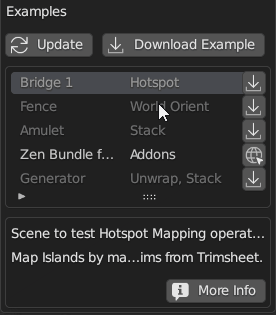 Examples
Update Download Example
Bridge 1 Hotspot
Fence World Orient
Amulet Stack
Zen Bundle f... Addons
Generator Unwrap, Stack
Scene to test Hotspot Mapping operat...
Map Islands by ma...ims from Trimsheet.
More Info